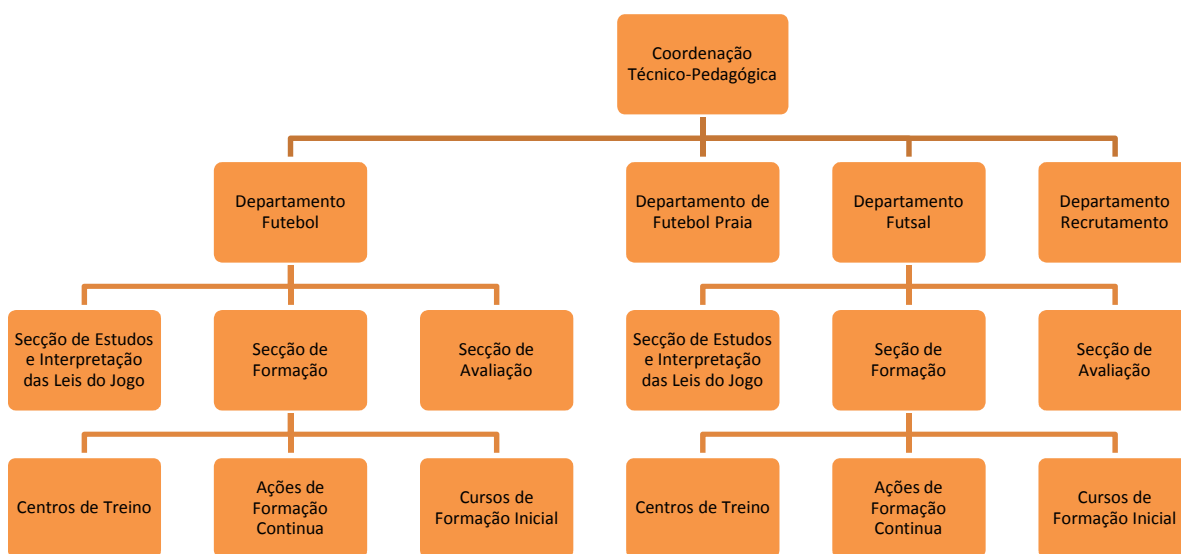 Coordenação
Técnico-Pedagógica
Departamento
Futebol
Departamento de
Futebol Praia
Departamento
Futsal
Departamento
Recrutamento
Secção de Estudos
e Interpretação
das Leis do Jogo
Secção de
Formação
Secção de
Avaliação
Secção de Estudos
e Interpretação
das Leis do Jogo
Seção de
Formação
Secção de
Avaliação
Centros de Treino
Ações de
Formação
Continua
Cursos de
Formação Inicial
Centros de Treino
Ações de
Formação
Continua
Cursos de
Formação Inicial